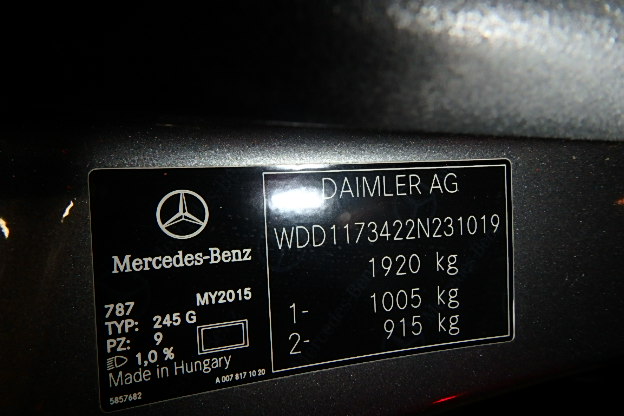 Mercedes-Benz
787 MY2015
TYP: 245 G
PZ: 9
1,0 %
Made in Hungary
A 007 817 10 20
5857682
DAIMLER AG
WDD1173422N231019
1920 kg
1- 1005 kg
2- 915 kg